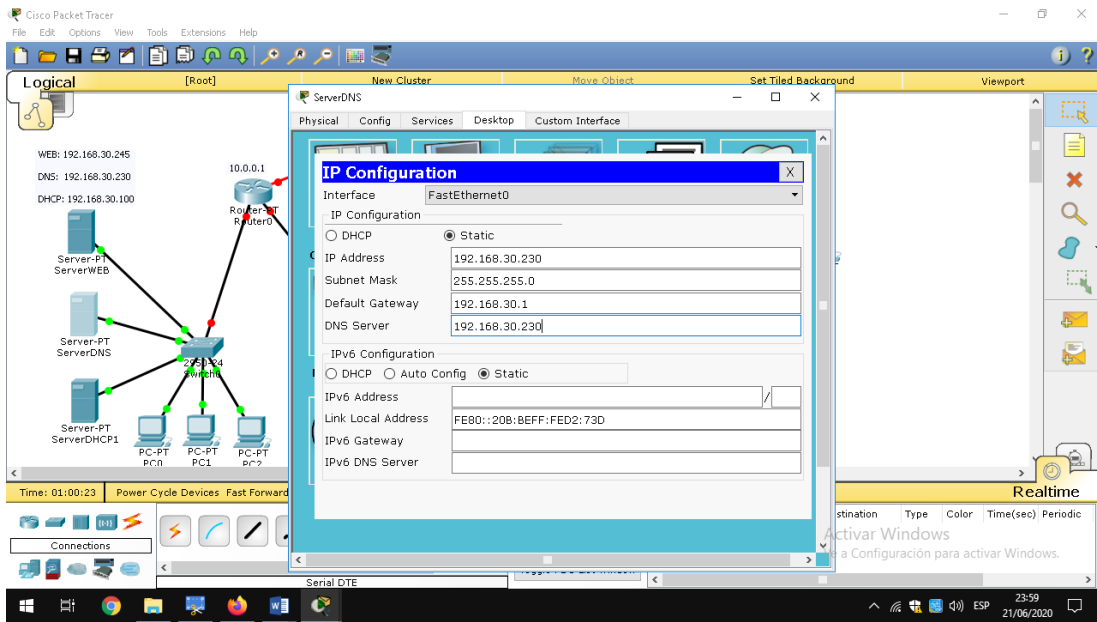 Cisco Packet Tracer
File Edit Options View Tools Extensions Help
Logical [Root] New Cluster Move Object Set Tiled Background Viewport
WEB: 192.168.30.245
DNS: 192.168.30.230
DHCP: 192.168.30.100
10.0.0.1
Router-PT
Router0
Server-PT
ServerWEB
Server-PT
ServerDNS
2950-24
Switch0
Server-PT
ServerDHCP1
PC-PT
PC0
PC-PT
PC1
PC-PT
PC2
ServerDNS
Physical Config Services Desktop Custom Interface
IP Configuration X
Interface FastEthernet0
IP Configuration
DHCP Static
IP Address 192.168.30.230
Subnet Mask 255.255.255.0
Default Gateway 192.168.30.1
DNS Server 192.168.30.230
IPv6 Configuration
DHCP Auto Config Static
IPv6 Address /
Link Local Address FE80::20B:BEFF:FED2:73D
IPv6 Gateway
IPv6 DNS Server
Time: 01:00:23 Power Cycle Devices Fast Forward
Realtime
Connections
Serial DTE
stination Type Color Time(sec) Periodic
Activar Windows
e a Configuración para activar Windows.
ESP
23:59
21/06/2020